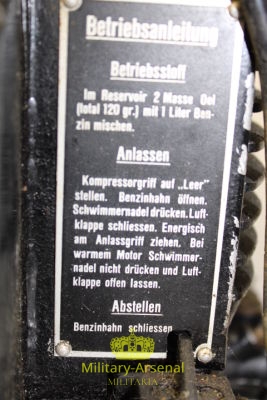 Betriebsanleitung
Betriebsstoff
Im Reservoir 2 Masse Oel
(total 120 gr.) mit 1 Liter Ben-
zin mischen.
Anlassen
Kompressorgriff auf „Leer"
stellen. Benzinhahn öffnen.
Schwimmernadel drücken. Luft-
klappe schliessen. Energisch
am Anlassgriff ziehen. Bei
warmem Motor Schwimmer-
nadel nicht drücken und Luft-
klappe offen lassen.
Abstellen
Benzinhahn schliessen
Military-Arsenal
MILITARIA